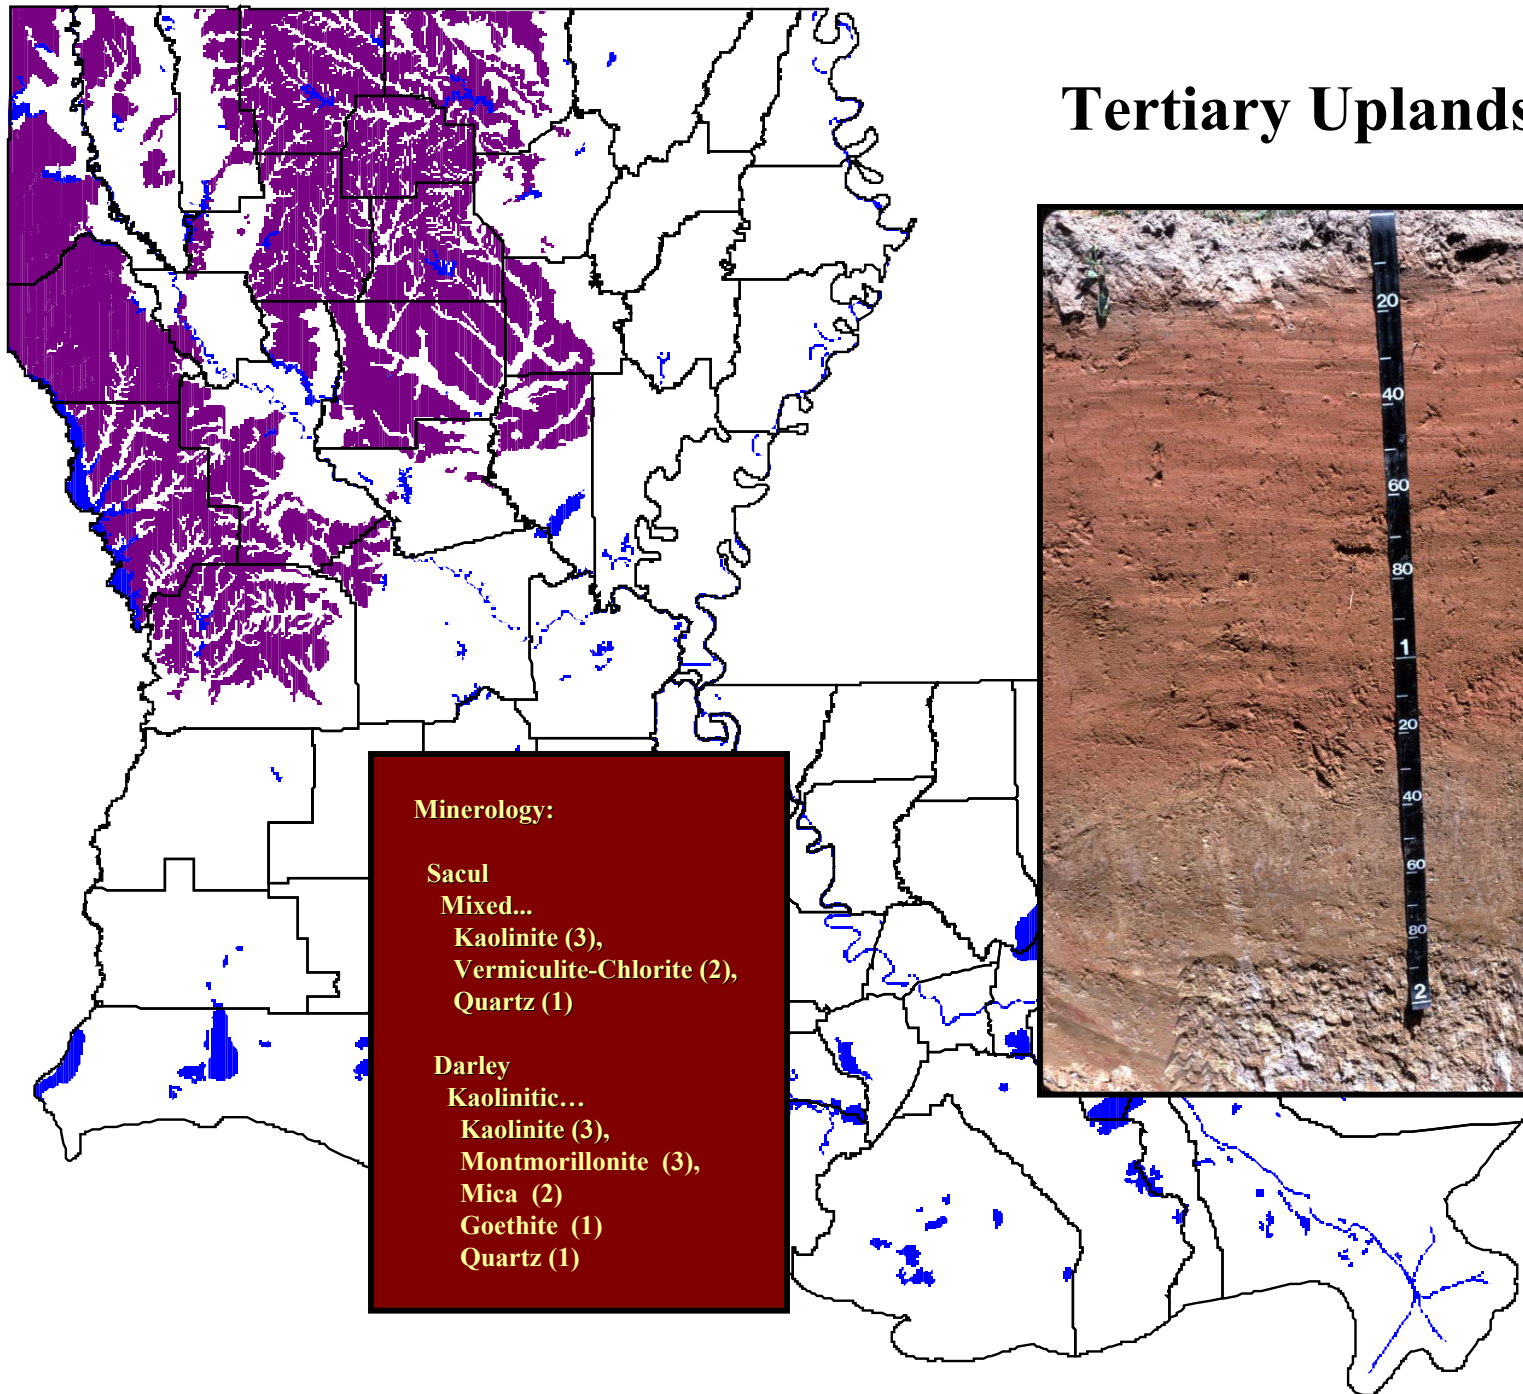 Tertiary Uplands
20
40
60
80
1
20
40
60
80
2
Minerology:
Sacul
Mixed...
Kaolinite (3),
Vermiculite-Chlorite (2),
Quartz (1)
Darley
Kaolinitic…
Kaolinite (3),
Montmorillonite (3),
Mica (2)
Goethite (1)
Quartz (1)